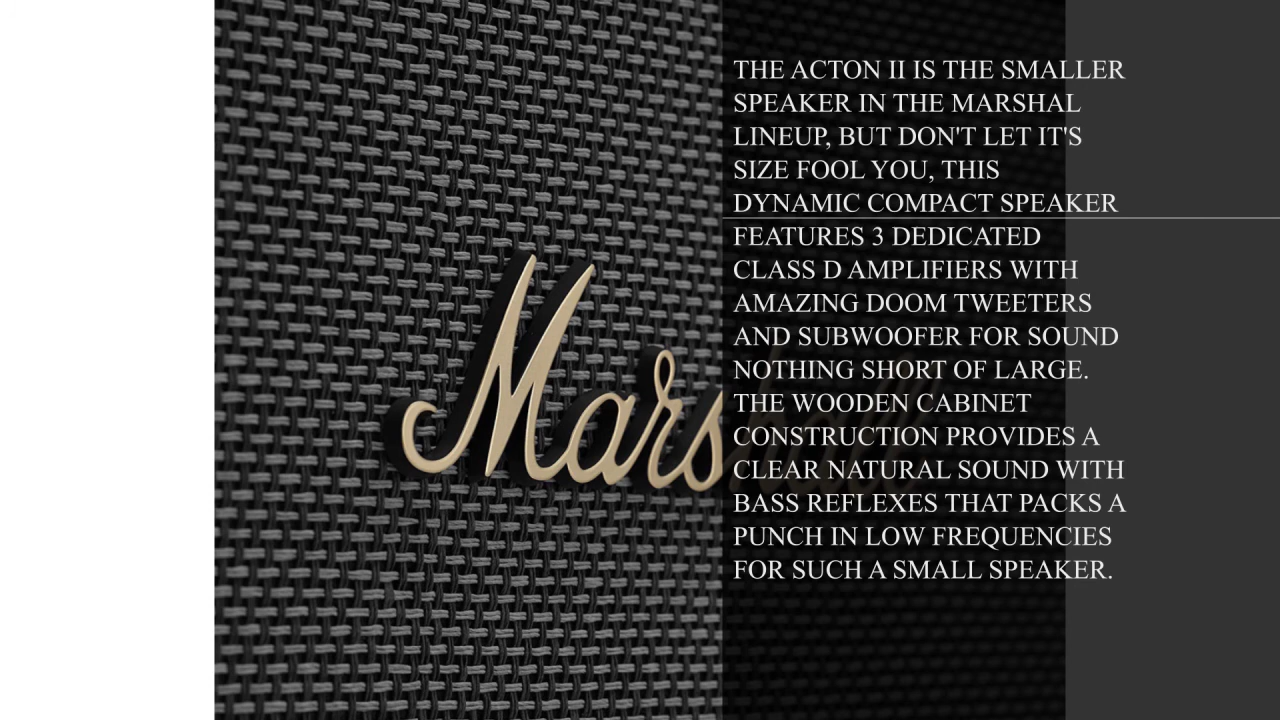 Marshall
THE ACTON II IS THE SMALLER
SPEAKER IN THE MARSHAL
LINEUP, BUT DON'T LET IT'S
SIZE FOOL YOU, THIS
DYNAMIC COMPACT SPEAKER
FEATURES 3 DEDICATED
CLASS D AMPLIFIERS WITH
AMAZING DOOM TWEETERS
AND SUBWOOFER FOR SOUND
NOTHING SHORT OF LARGE.
THE WOODEN CABINET
CONSTRUCTION PROVIDES A
CLEAR NATURAL SOUND WITH
BASS REFLEXES THAT PACKS A
PUNCH IN LOW FREQUENCIES
FOR SUCH A SMALL SPEAKER.